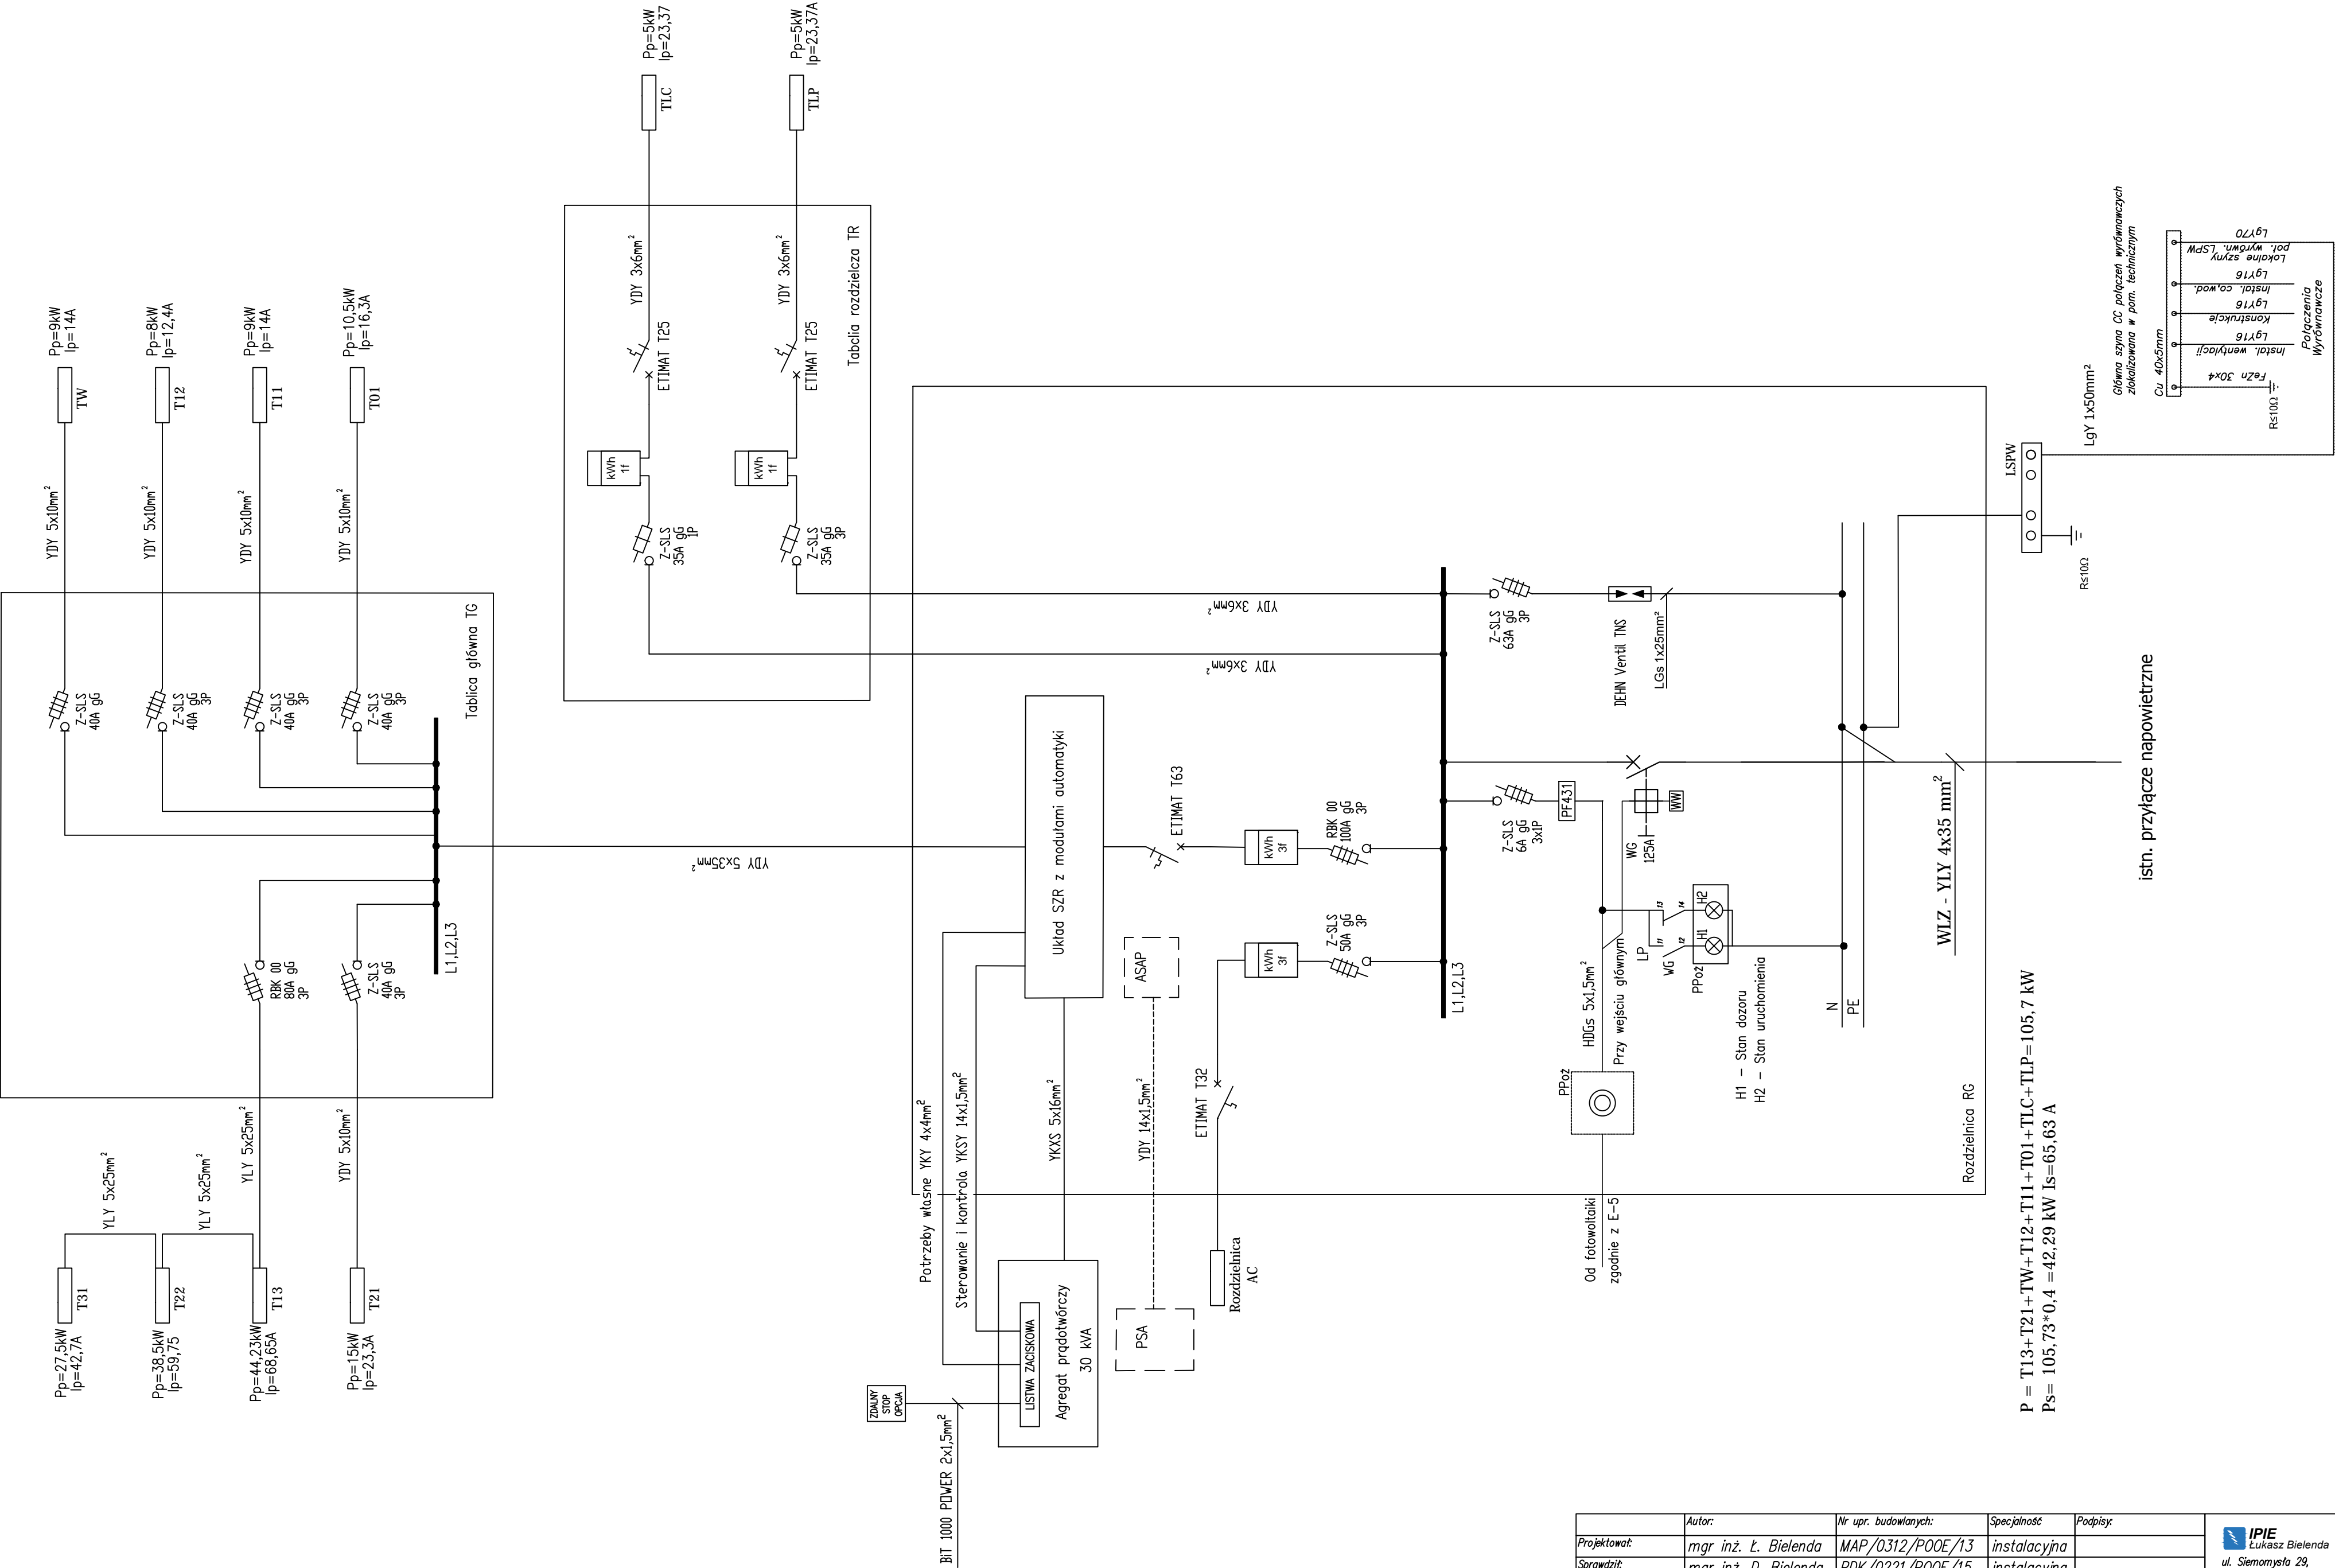 Pp=9kW
Ip=14A
TW
YDY 5x10mm²
Z-SLS
40A gG
Pp=8kW
Ip=12,4A
T12
YDY 5x10mm²
Z-SLS
40A gG
3P
Pp=9kW
Ip=14A
T11
YDY 5x10mm²
Z-SLS
40A gG
3P
Pp=10,5kW
Ip=16,3A
T01
YDY 5x10mm²
Z-SLS
40A gG
3P
Tablica główna TG
L1,L2,L3
RBK 00
80A gG
3P
Z-SLS
40A gG
3P
YLY 5x25mm²
YLY 5x25mm²
YLY 5x25mm²
YDY 5x10mm²
T31
Pp=27,5kW
Ip=42,7A
T22
Pp=38,5kW
Ip=59,75
T13
Pp=44,23kW
Ip=68,65A
T21
Pp=15kW
Ip=23,3A
YDY 5x35mm²
Pp=5kW
Ip=23,37
TLC
Pp=5kW
Ip=23,37A
TLP
YDY 3x6mm²
YDY 3x6mm²
ETIMAT T25
ETIMAT T25
Tabclia rozdzielcza TR
kWh
1f
kWh
1f
Z-SLS
35A gG
1P
Z-SLS
35A gG
3P
YDY 3x6mm²
YDY 3x6mm²
Układ SZR z modułami automatyki
ETIMAT T63
kWh
3f
RBK 00
100A gG
3P
kWh
3f
Z-SLS
50A gG
3P
ETIMAT T32
Rozdzielnica
AC
ASAP
YDY 14x1,5mm²
PSA
YKXS 5x16mm²
Potrzeby własne YKY 4x4mm²
Sterowanie i kontrola YKSY 14x1,5mm²
LISTWA ZACISKOWA
Agregat prądotwórczy
30 kVA
ZDALNY
STOP
OPCJA
BiT 1000 POWER 2x1,5mm²
L1,L2,L3
Z-SLS
63A gG
3P
DEHN Ventil TNS
LGs 1x25mm²
Z-SLS
6A gG
3x1P
PF431
WW
WG
125A
HDGs 5x1,5mm²
Przy wejściu głównym
LP
WG
13
14
11
12
H2
H1
PPoż
PPoż
H1 - Stan dozoru
H2 - Stan uruchomienia
N
PE
Od fotowoltaiki
zgodnie z E-5
Rozdzielnica RG
WLZ - YLY 4x35 mm²
istn. przyłącze napowietrzne
P = T13+T21+TW+T12+T11+T01+TLC+TLP=105,7 kW
Ps= 105,73*0,4 =42,29 kW Is=65,63 A
LSPW
R≤10Ω
LgY 1x50mm²
Główna szyna CC połączeń wyrównawczych
zlokalizowana w pom. technicznym
Cu 40x5mm
LgY70
Lokalne szyny
poł. wyrówn. LSPW
LgY16
Instal. co,wod.
LgY16
Konstrukcje
LgY16
Instal. wentylacji
FeZn 30x4
R≤10Ω
Połączenia
Wyrównawcze
Autor: Nr upr. budowlanych: Specjalność Podpisy:
Projektował: mgr inż. Ł. Bielenda MAP/0312/POOE/13 instalacyjna
Sprawdził: mgr inż. D. Bielenda PDK/0221/POOE/15 instalacyjna
IPIE
Łukasz Bielenda
ul. Siemomysła 29,